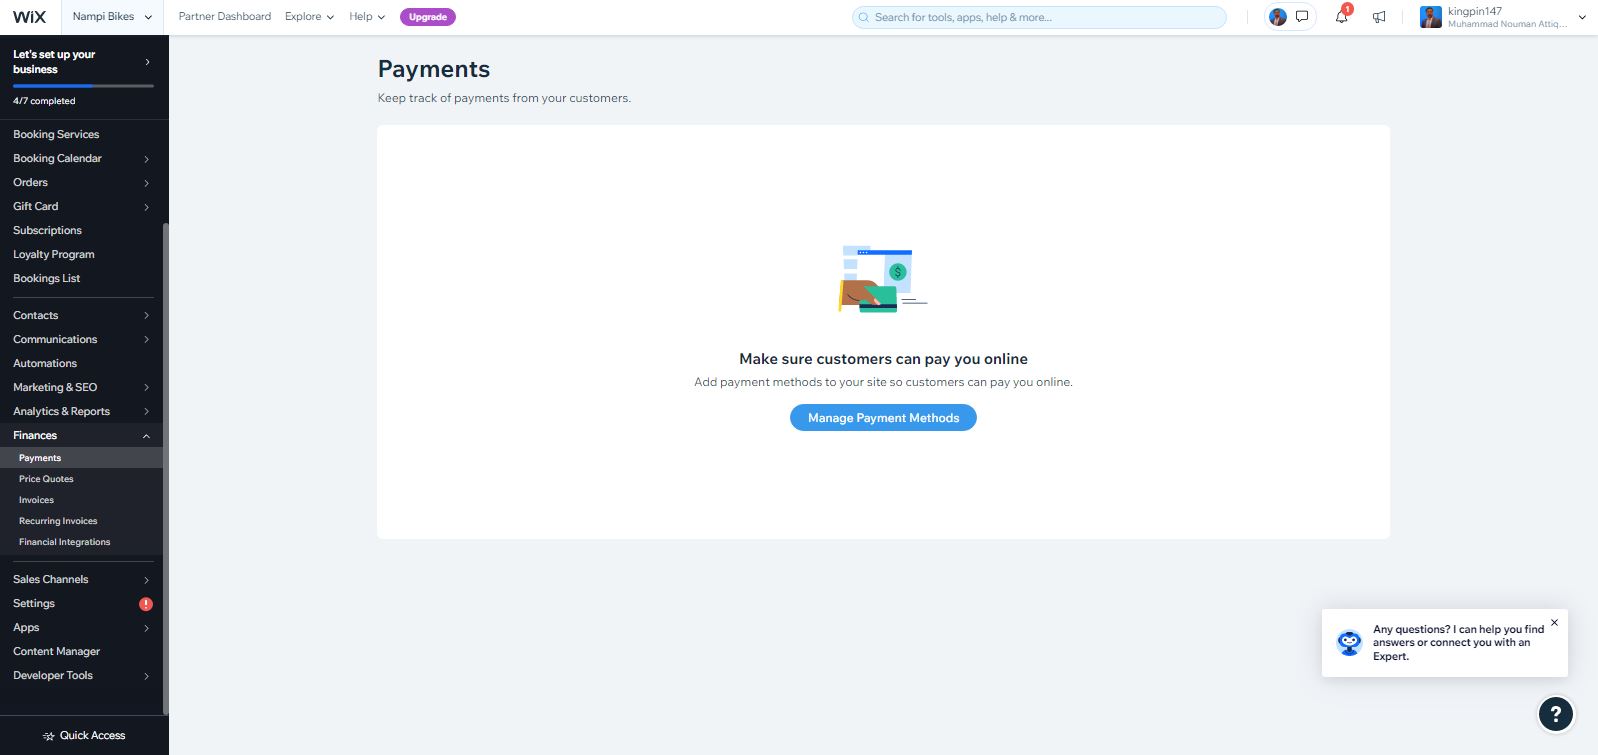 WiX
Nampi Bikes
Partner Dashboard
Explore
Help
Upgrade
Search for tools, apps, help & more...
1
kingpin147
Muhammad Nouman Attiq...
Let's set up your
business
4/7 completed
Booking Services
Booking Calendar
Orders
Gift Card
Subscriptions
Loyalty Program
Bookings List
Contacts
Communications
Automations
Marketing & SEO
Analytics & Reports
Finances
Payments
Price Quotes
Invoices
Recurring Invoices
Financial Integrations
Sales Channels
Settings
!
Apps
Content Manager
Developer Tools
Quick Access
Payments
Keep track of payments from your customers.
$
Make sure customers can pay you online
Add payment methods to your site so customers can pay you online.
Manage Payment Methods
Any questions? I can help you find
answers or connect you with an
Expert.
?